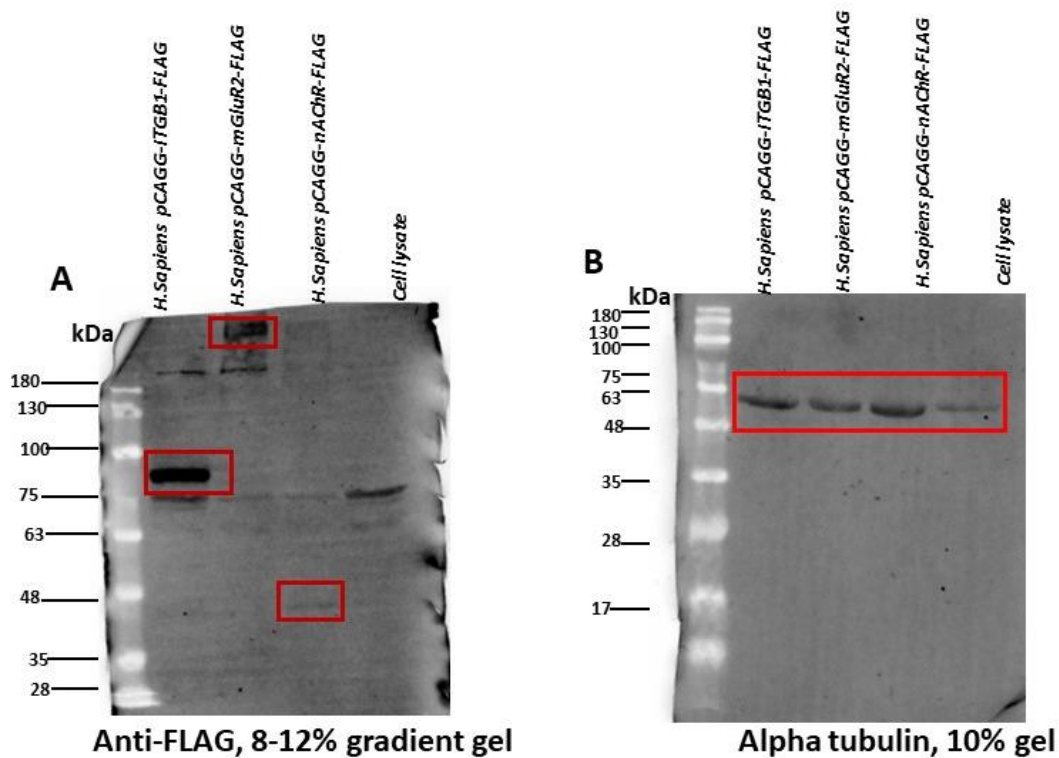 A
H.Sapiens pCAGG-ITGB1-FLAG
H.Sapiens pCAGG-mGluR2-FLAG
H.Sapiens pCAGG-nAChR-FLAG
Cell lysate
kDa
180
130
100
75
63
48
35
28
Anti-FLAG, 8-12% gradient gel
B
H.Sapiens pCAGG-ITGB1-FLAG
H.Sapiens pCAGG-mGluR2-FLAG
H.Sapiens pCAGG-nAChR-FLAG
Cell lysate
kDa
180
130
100
75
63
48
35
28
17
Alpha tubulin, 10% gel